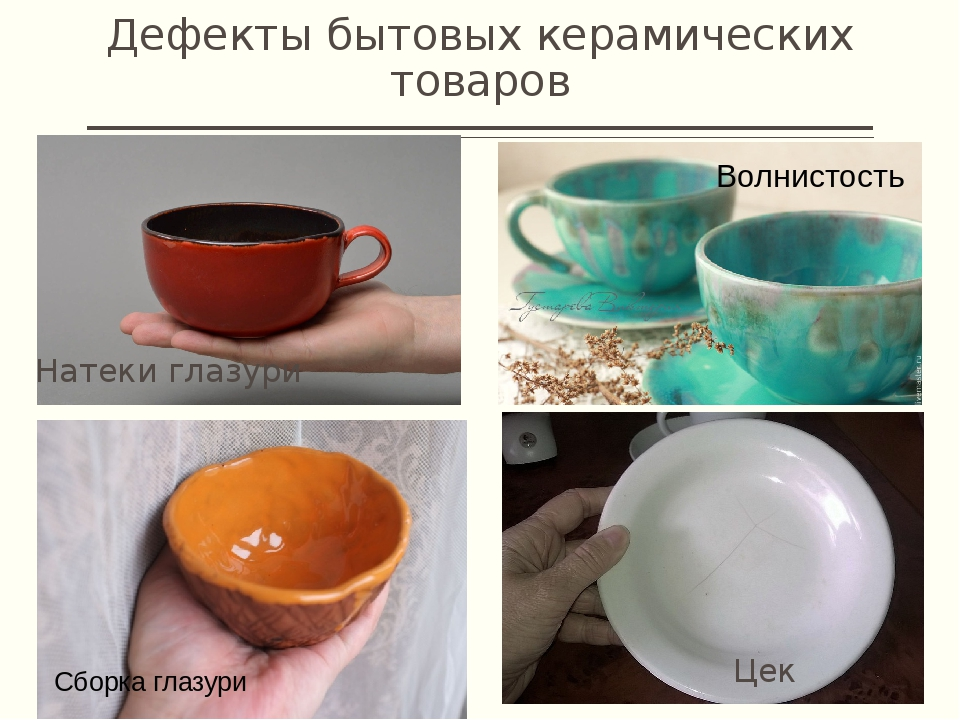 Дефекты бытовых керамических
товаров
Волнистость
Натеки глазури
Сборка глазури
Цек